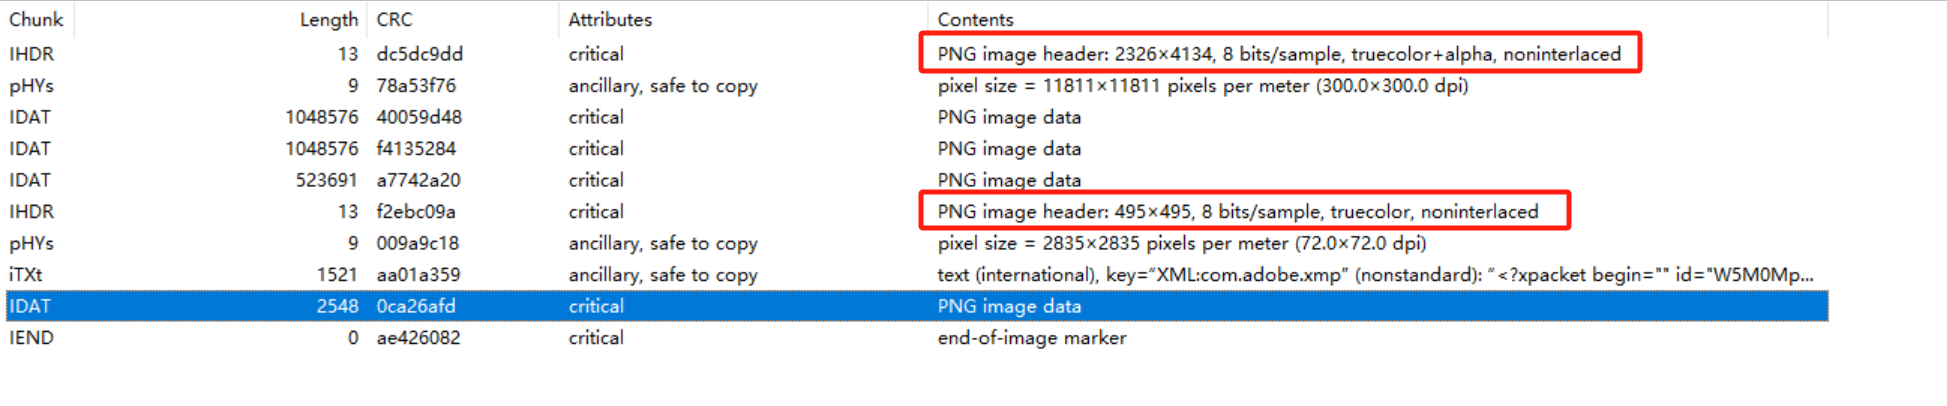 Chunk Length CRC Attributes Contents
IHDR 13 dc5dc9dd critical PNG image header: 2326×4134, 8 bits/sample, truecolor+alpha, noninterlaced
pHYs 9 78a53f76 ancillary, safe to copy pixel size = 11811×11811 pixels per meter (300.0×300.0 dpi)
IDAT 1048576 40059d48 critical PNG image data
IDAT 1048576 f4135284 critical PNG image data
IDAT 523691 a7742a20 critical PNG image data
IHDR 13 f2ebc09a critical PNG image header: 495×495, 8 bits/sample, truecolor, noninterlaced
pHYs 9 009a9c18 ancillary, safe to copy pixel size = 2835×2835 pixels per meter (72.0×72.0 dpi)
iTXt 1521 aa01a359 ancillary, safe to copy text (international), key="XML:com.adobe.xmp" (nonstandard): "<?xpacket begin="" id="W5M0Mp...
IDAT 2548 0ca26afd critical PNG image data
IEND 0 ae426082 critical end-of-image marker